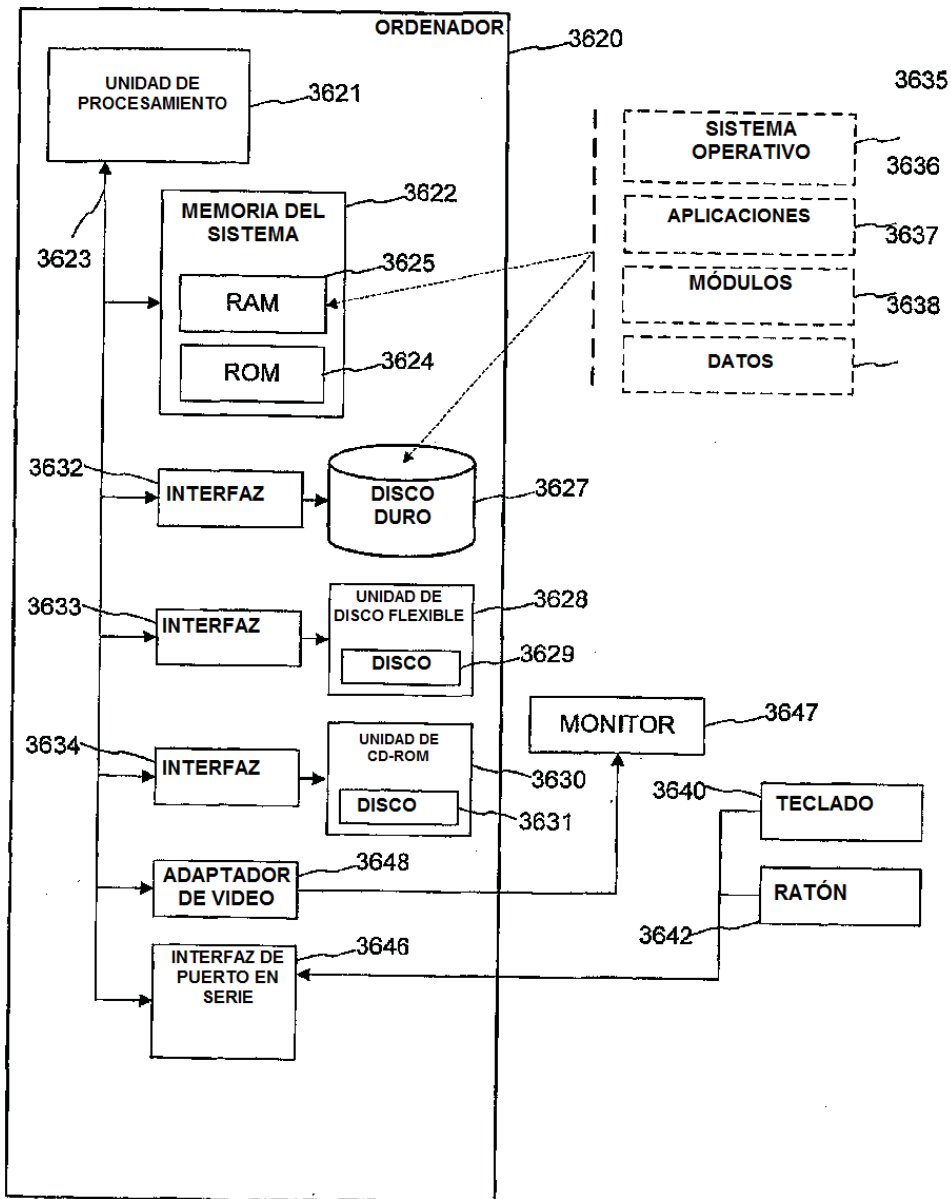 ORDENADOR
3620
UNIDAD DE
PROCESAMIENTO
3621
3635
SISTEMA
OPERATIVO
3636
APLICACIONES
3637
MÓDULOS
3638
DATOS
3622
MEMORIA DEL
SISTEMA
3623
3625
RAM
3624
ROM
3632
INTERFAZ
DISCO
DURO
3627
3633
INTERFAZ
UNIDAD DE
DISCO FLEXIBLE
3628
DISCO
3629
MONITOR
3647
3634
INTERFAZ
UNIDAD DE
CD-ROM
3630
DISCO
3631
3640
TECLADO
3648
ADAPTADOR
DE VIDEO
RATÓN
3642
3646
INTERFAZ DE
PUERTO EN
SERIE